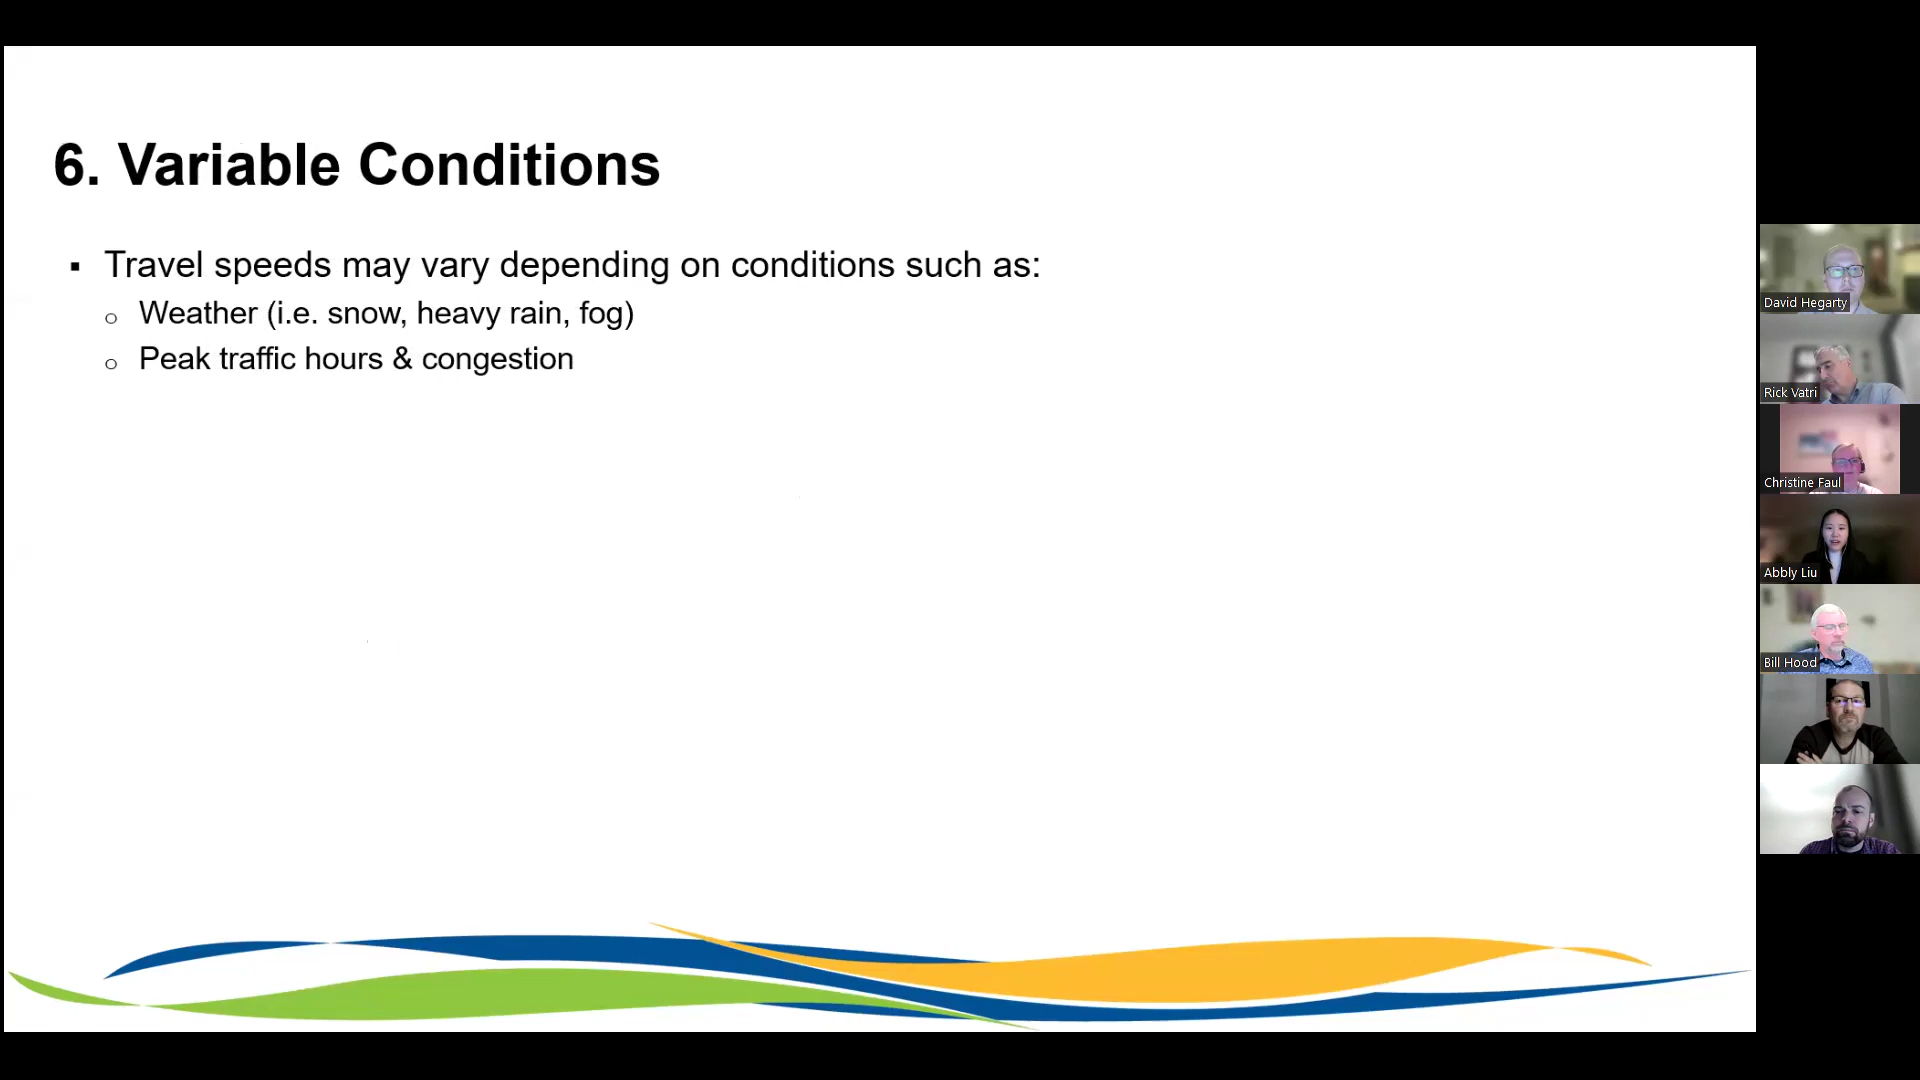 6. Variable Conditions
▪ Travel speeds may vary depending on conditions such as:
o Weather (i.e. snow, heavy rain, fog)
o Peak traffic hours & congestion
David Hegarty
Rick Vatri
Christine Faul
Abbly Liu
Bill Hood